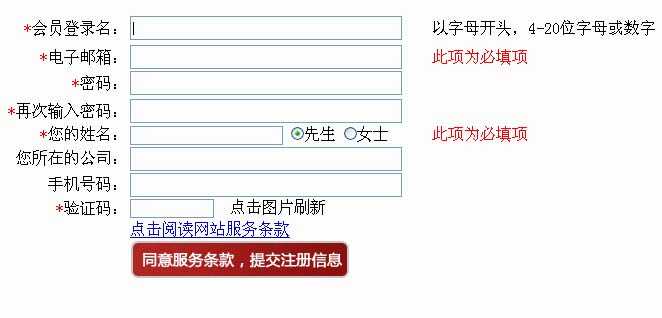 *会员登录名： 以字母开头，4-20位字母或数字
*电子邮箱： 此项为必填项
*密码：
*再次输入密码：
*您的姓名： 先生 女士 此项为必填项
您所在的公司：
手机号码：
*验证码： 点击图片刷新
点击阅读网站服务条款
同意服务条款，提交注册信息